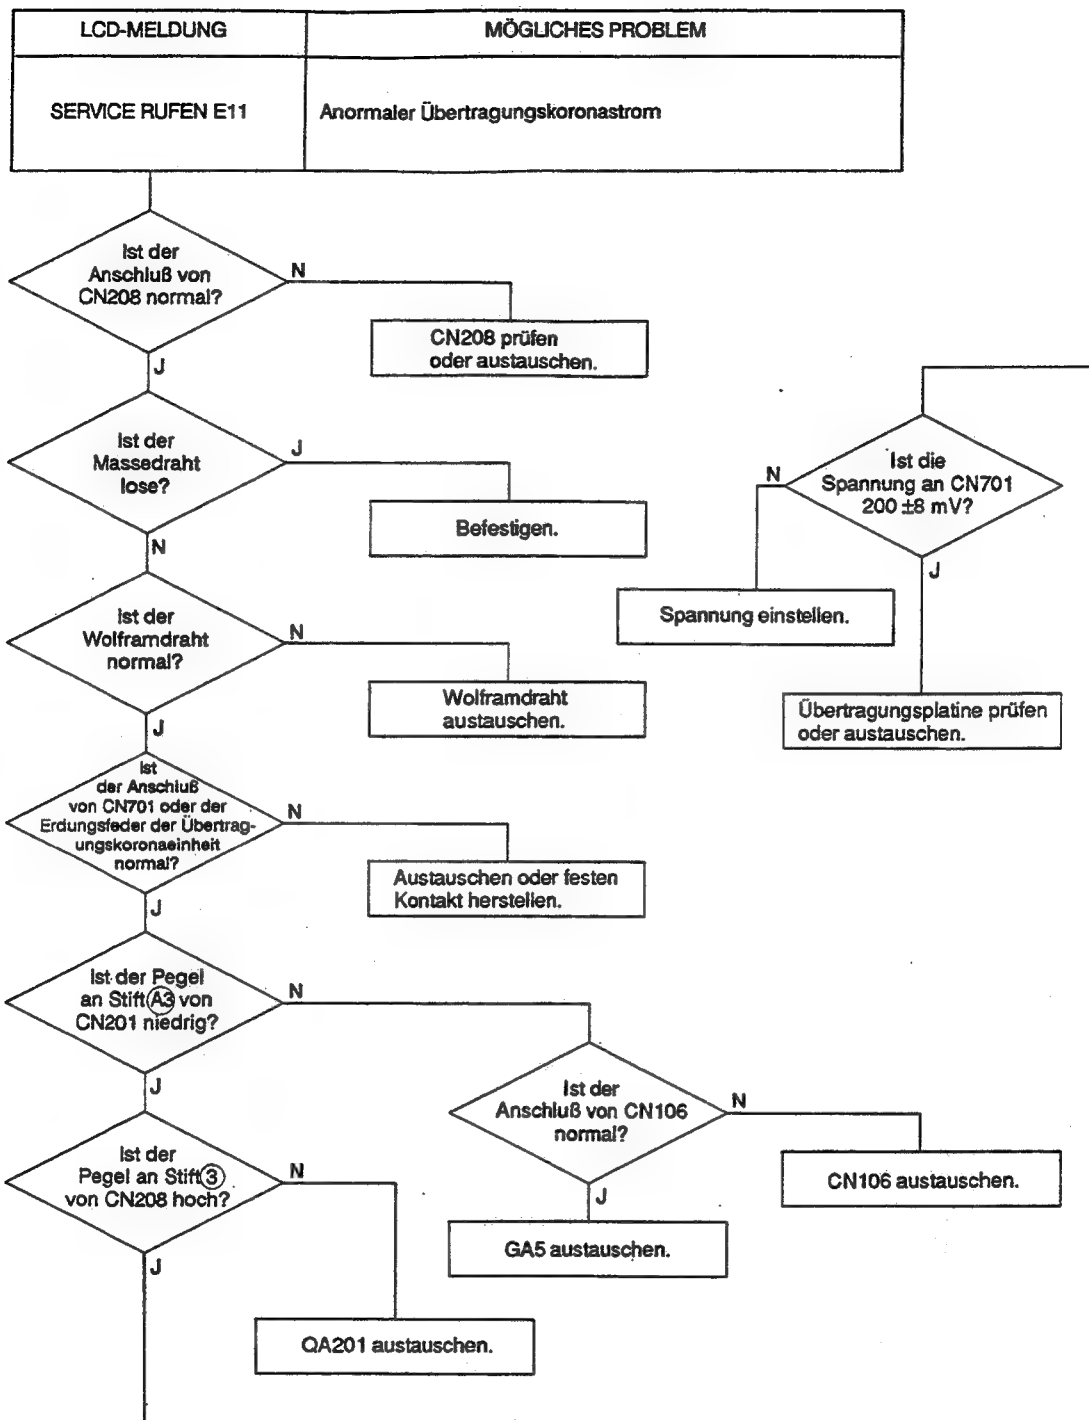 LCD-MELDUNG
MÖGLICHES PROBLEM
SERVICE RUFEN E11
Anormaler Übertragungskoronastrom
Ist der
Anschluß von
CN208 normal?
N
CN208 prüfen
oder austauschen.
J
Ist der
Massedraht
lose?
J
Befestigen.
N
Ist der
Wolframdraht
normal?
N
Wolframdraht
austauschen.
J
Ist
der Anschluß
von CN701 oder der
Erdungsfeder der Übertrag-
ungskoronaeinheit
normal?
N
Austauschen oder festen
Kontakt herstellen.
J
Ist der Pegel
an Stift A3 von
CN201 niedrig?
N
Ist der
Anschluß von CN106
normal?
N
CN106 austauschen.
J
GA5 austauschen.
J
Ist der
Pegel an Stift 3
von CN208 hoch?
N
QA201 austauschen.
J
Ist die
Spannung an CN701
200 ±8 mV?
N
Spannung einstellen.
J
Übertragungsplatine prüfen
oder austauschen.